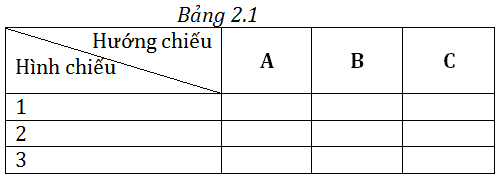 Bảng 2.1
Hướng chiếu
Hình chiếu
A B C
1
2
3